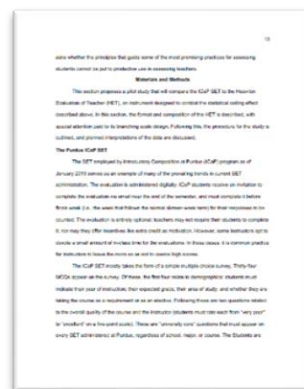 asks whether the principles that guide some of the most promising practices for assessing
students cannot be put to productive use in assessing teachers.
Materials and Methods
This section proposes a pilot study that will compare the ICaP SET to the Heavilon
Evaluation of Teacher (HET), an instrument designed to combat the statistical ceiling effect
described above. In this section, the format and composition of the HET is described, with
special attention paid to its branching scale design. Following this, the procedure for the study is
outlined, and planned interpretations of the data are discussed.
The Purdue ICaP SET
The SET employed by Introductory Composition at Purdue (ICaP) program as of
January 2019 serves as an example of many of the prevailing trends in current SET
administration. The evaluation is administered digitally: ICaP students receive an invitation to
complete the evaluation via email near the end of the semester, and must complete it before
finals week (i.e., the week that follows the normal sixteen-week term) for their responses to be
counted. The evaluation is entirely optional: teachers may not require their students to complete
it, nor may they offer incentives like extra credit as motivation. However, some instructors opt to
devote a small amount of in-class time for the evaluations. In these cases, it is common practice
for instructors to leave the room so as not to coerce high scores.
The ICaP SET mostly takes the form of a simple multiple-choice survey. Thirty-four
MCQs appear on the survey. Of these, the first four relate to demographics: students must
indicate their year of instruction, their expected grade, their area of study, and whether they are
taking the course as a requirement or as an elective. Following these are two questions related
to the overall quality of the course and the instructor (students must rate each from "very poor"
to "excellent" on a five-point scale). These are "university core" questions that must appear on
every SET administered at Purdue, regardless of school, major, or course. The Students are